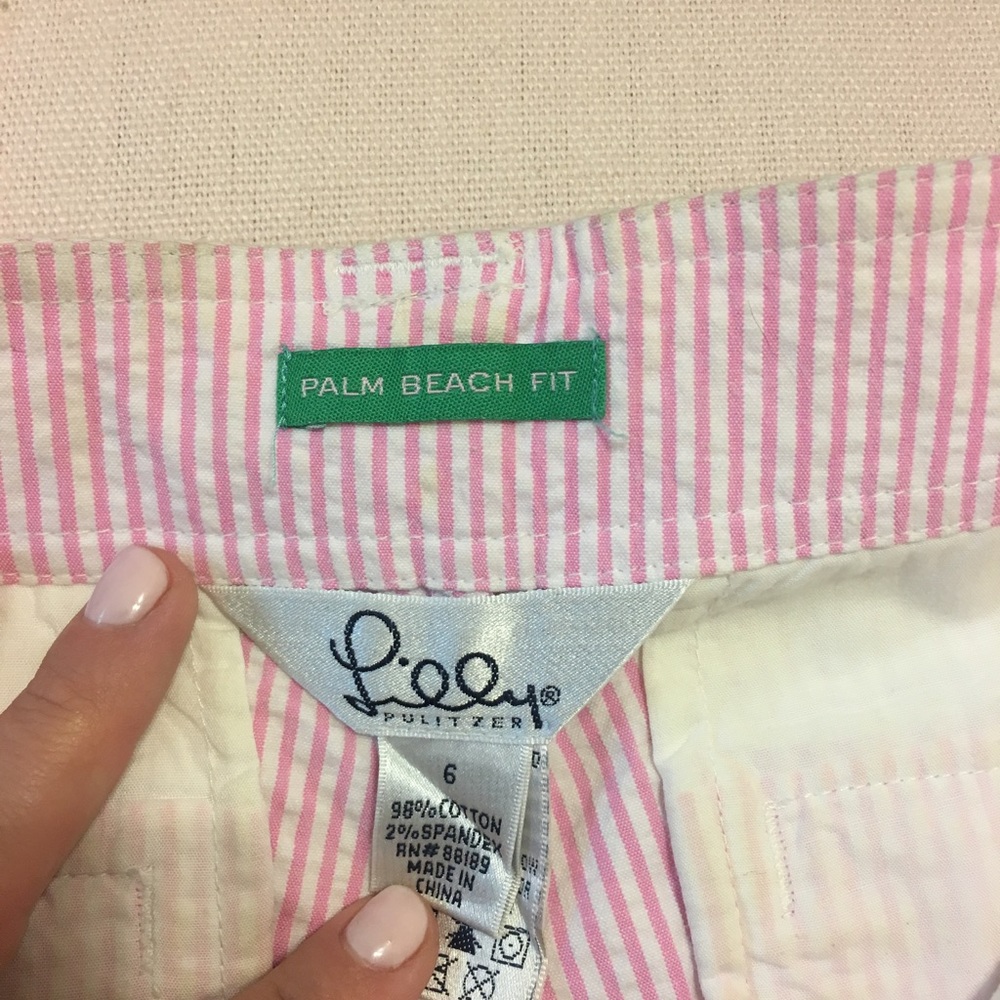 PALM BEACH FIT
Lilly®
PULITZER
6
98% COTTON
2% SPANDEX
RN# 88189
MADE IN
CHINA